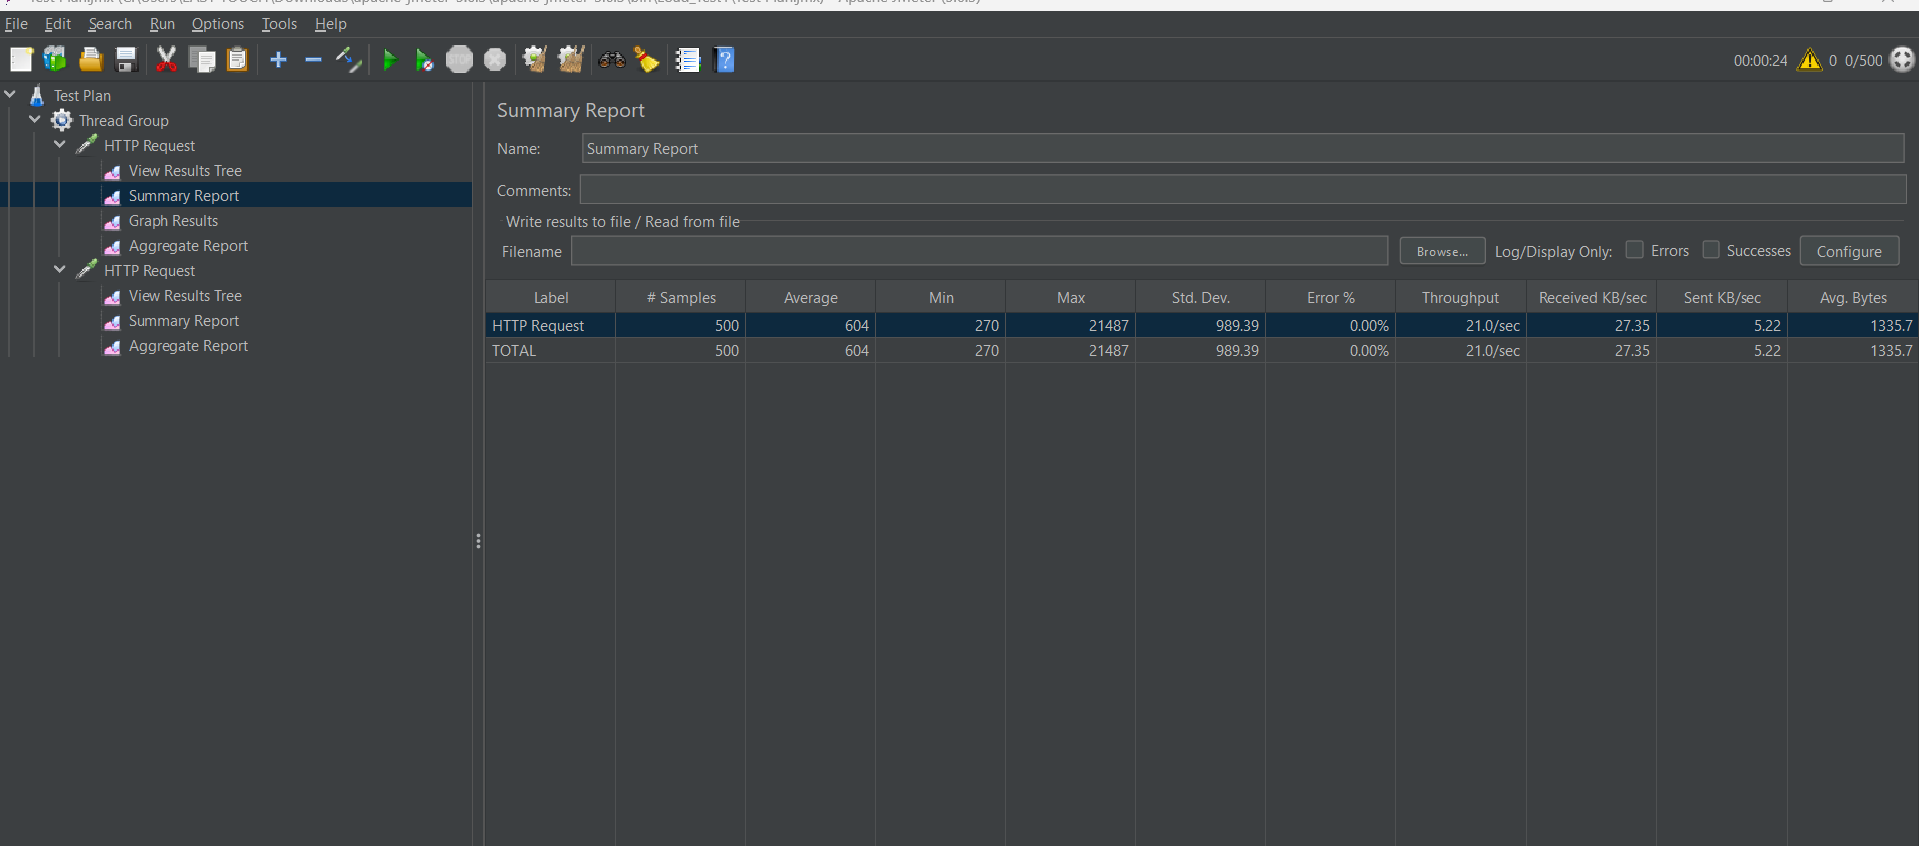 File Edit Search Run Options Tools Help
STOP
00:00:24 0 0/500
Test Plan
Thread Group
HTTP Request
View Results Tree
Summary Report
Graph Results
Aggregate Report
HTTP Request
View Results Tree
Summary Report
Aggregate Report
Summary Report
Name: Summary Report
Comments:
Write results to file / Read from file
Filename Browse... Log/Display Only: Errors Successes Configure
Label # Samples Average Min Max Std. Dev. Error % Throughput Received KB/sec Sent KB/sec Avg. Bytes
HTTP Request 500 604 270 21487 989.39 0.00% 21.0/sec 27.35 5.22 1335.7
TOTAL 500 604 270 21487 989.39 0.00% 21.0/sec 27.35 5.22 1335.7